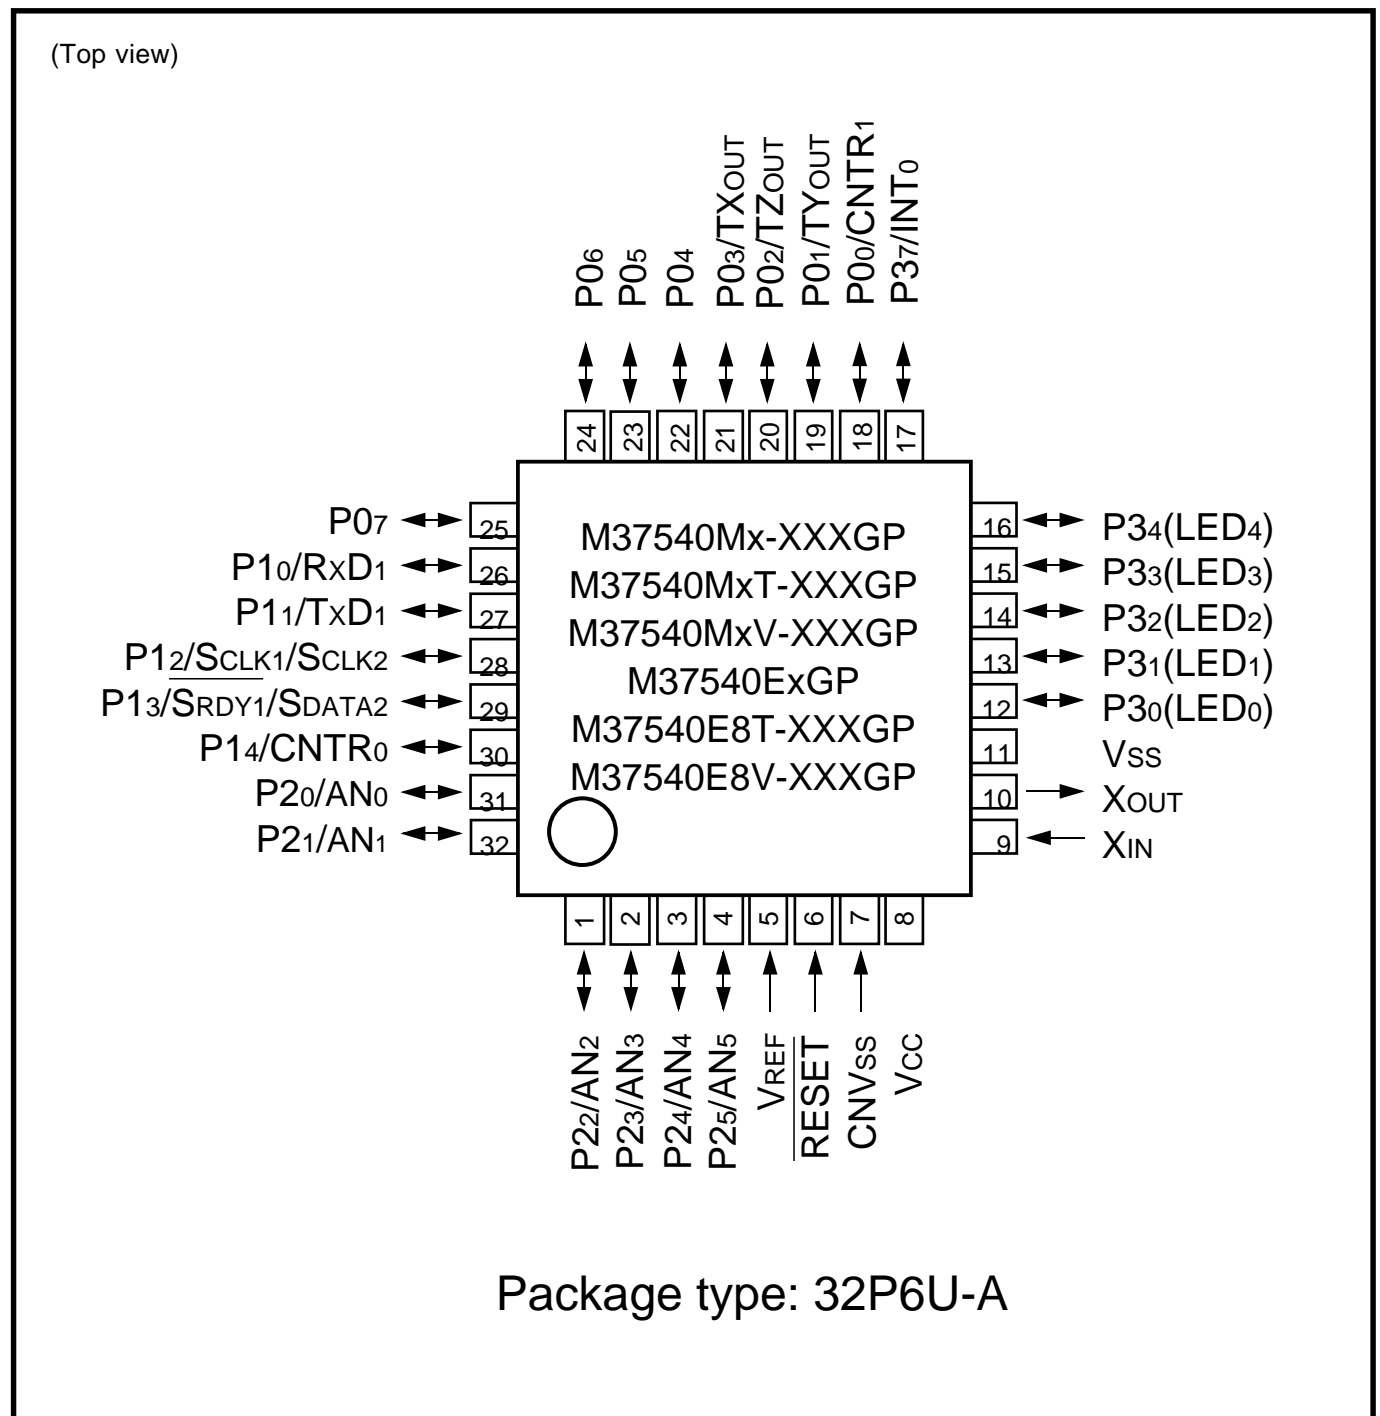 (Top view)
P06
P05
P04
P03/TXOUT
P02/TZOUT
P01/TYOUT
P00/CNTR1
P37/INT0
24
23
22
21
20
19
18
17
P07
25
P10/RXD1
26
P11/TXD1
27
P12/SCLK1/SCLK2
28
P13/SRDY1/SDATA2
29
P14/CNTR0
30
P20/AN0
31
P21/AN1
32
M37540Mx-XXXGP
M37540MxT-XXXGP
M37540MxV-XXXGP
M37540ExGP
M37540E8T-XXXGP
M37540E8V-XXXGP
16
P34(LED4)
15
P33(LED3)
14
P32(LED2)
13
P31(LED1)
12
P30(LED0)
11
VSS
10
XOUT
9
XIN
1
2
3
4
5
6
7
8
P22/AN2
P23/AN3
P24/AN4
P25/AN5
VREF
RESET
CNVSS
VCC
Package type: 32P6U-A